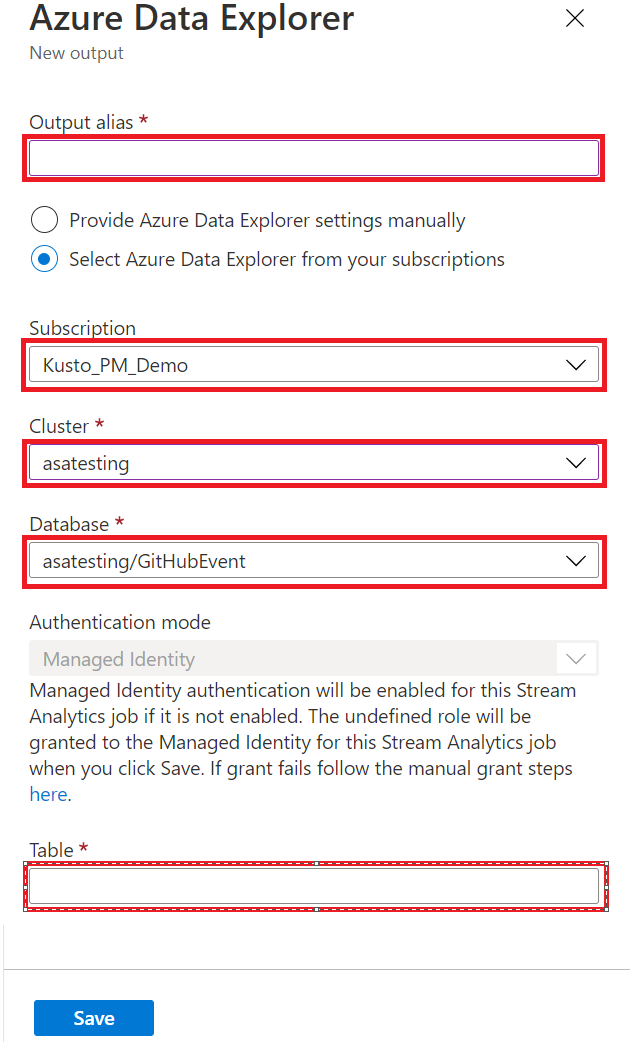 Azure Data Explorer
New output
Output alias *
Provide Azure Data Explorer settings manually
Select Azure Data Explorer from your subscriptions
Subscription
Kusto_PM_Demo
Cluster *
asatesting
Database *
asatesting/GitHubEvent
Authentication mode
Managed Identity
Managed Identity authentication will be enabled for this Stream
Analytics job if it is not enabled. The undefined role will be
granted to the Managed Identity for this Stream Analytics job
when you click Save. If grant fails follow the manual grant steps
here.
Table *
Save